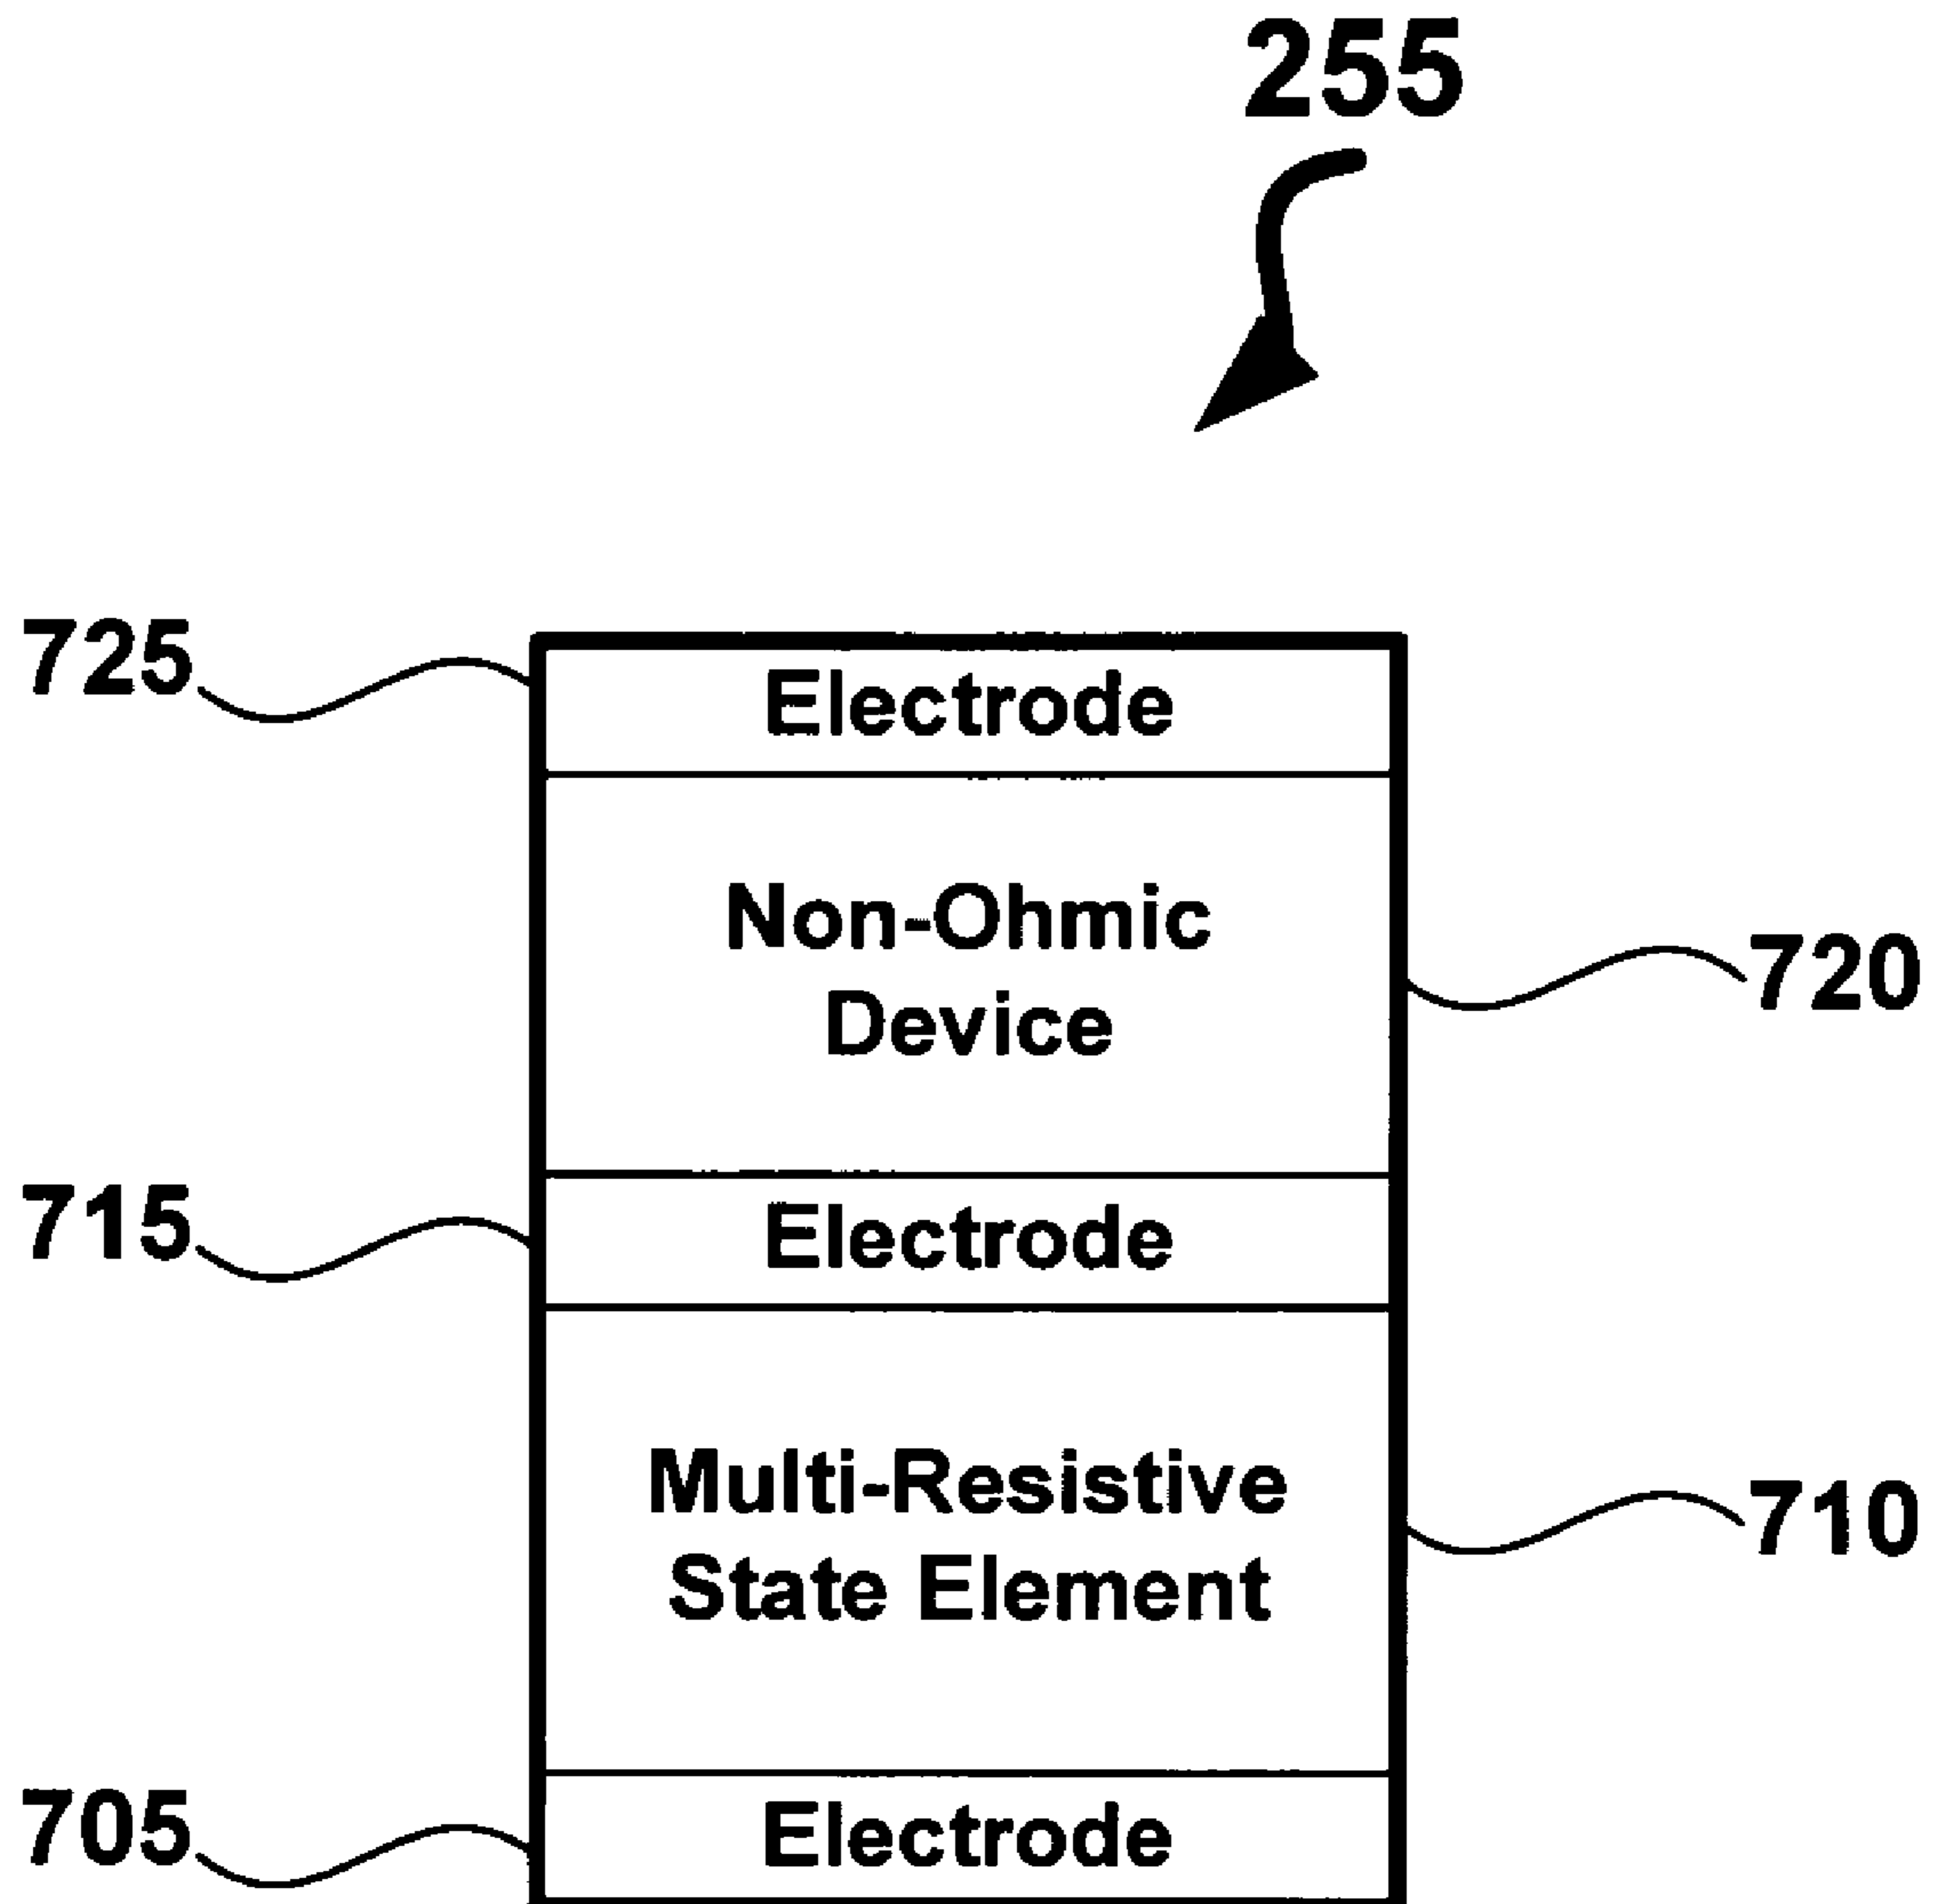 255
725
Electrode
Non-Ohmic
Device
720
715
Electrode
Multi-Resistive
State Element
710
705
Electrode